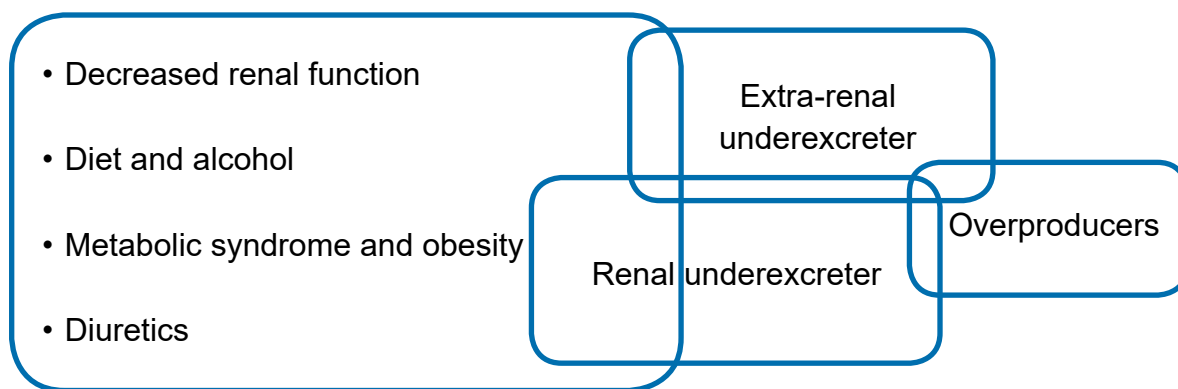 • Decreased renal function
• Diet and alcohol
• Metabolic syndrome and obesity
• Diuretics
Extra-renal
underexcreter
Renal underexcreter
Overproducers